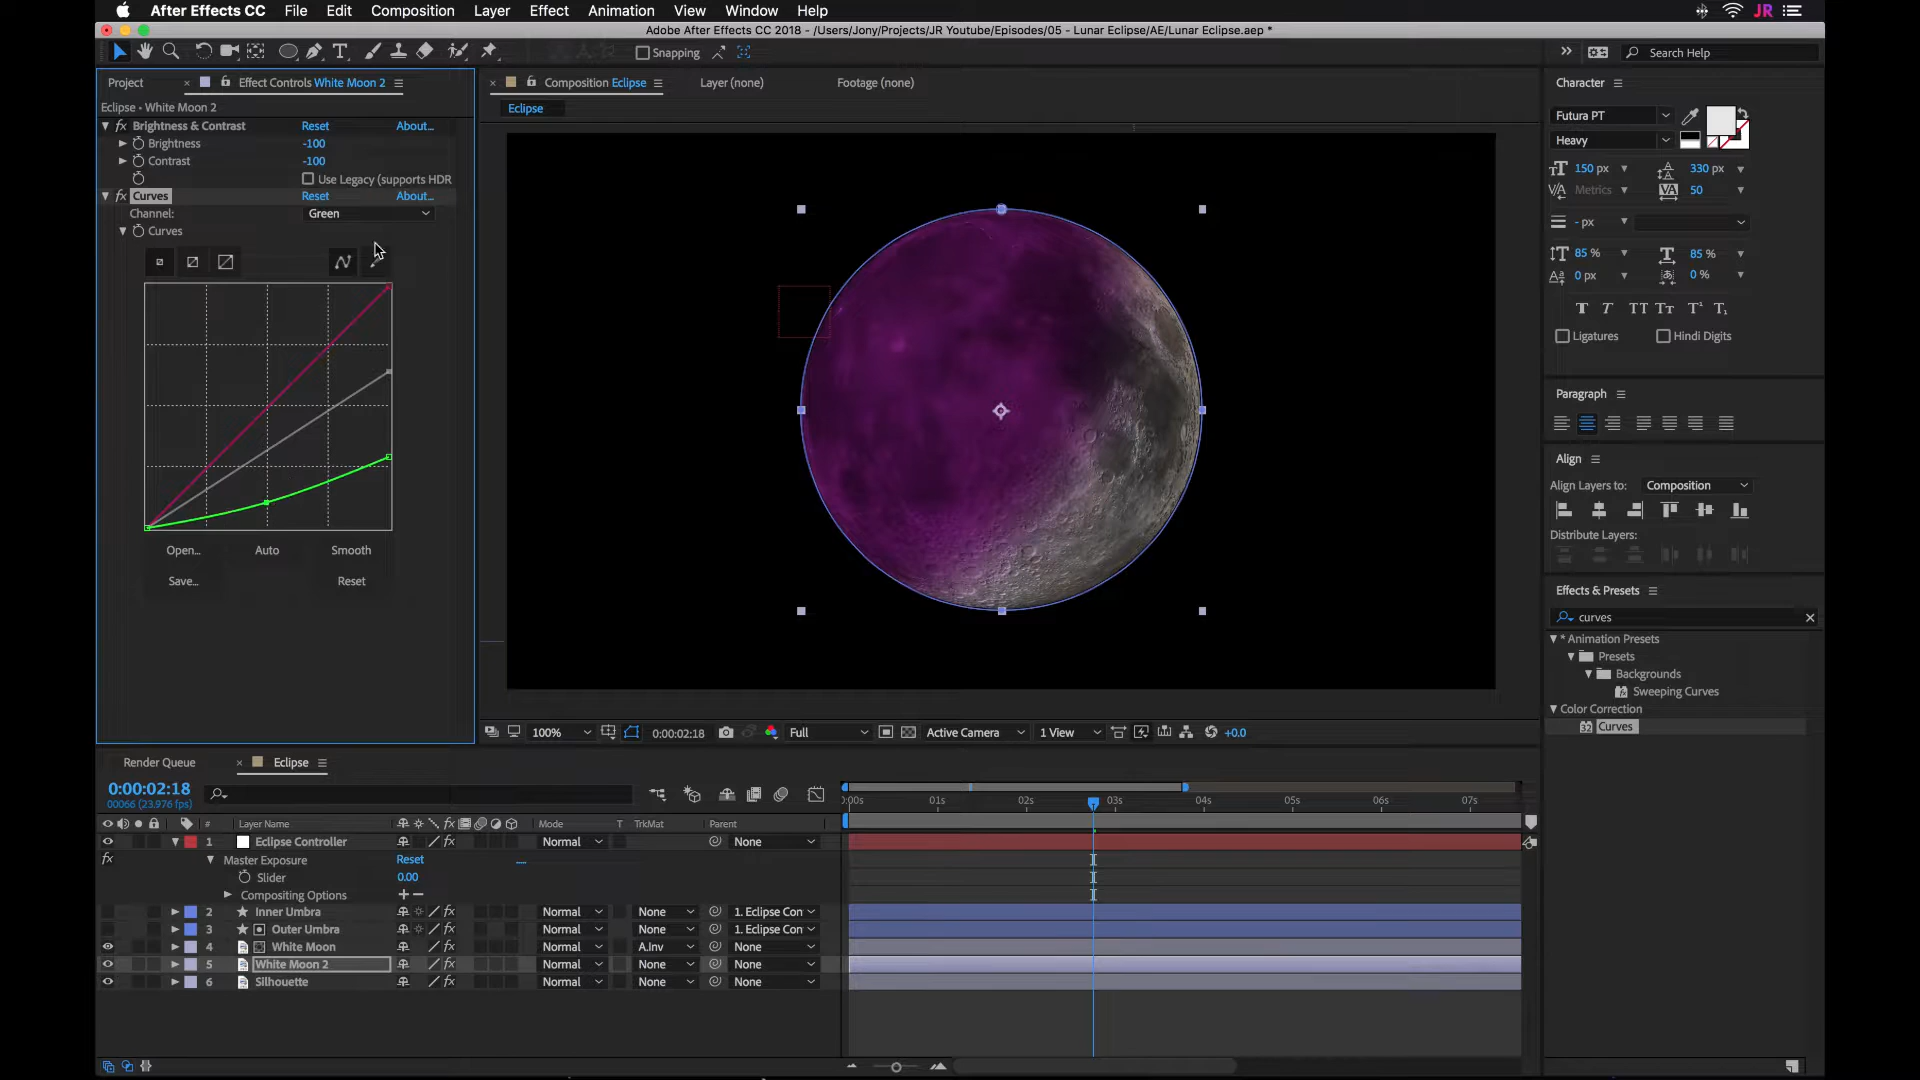 After Effects CC File Edit Composition Layer Effect Animation View Window Help JR
Adobe After Effects CC 2018 - /Users/Jony/Projects/JR Youtube/Episodes/05 - Lunar Eclipse/AE/Lunar Eclipse.aep *
Snapping Search Help
Project Effect Controls White Moon 2 Composition Eclipse Layer (none) Footage (none) Character
Eclipse • White Moon 2 Eclipse
Brightness & Contrast Reset About...
Brightness -100
Contrast -100
Use Legacy (supports HDR
Curves Reset About...
Channel: Green
Curves
Open... Auto Smooth
Save... Reset
Futura PT
Heavy
150 px 330 px
Metrics 50
- px
85 % 85 %
0 px 0 %
Ligatures Hindi Digits
Paragraph
Align
Align Layers to: Composition
Distribute Layers:
Effects & Presets
curves
* Animation Presets
Presets
Backgrounds
Sweeping Curves
Color Correction
Curves
100% 0:00:02:18 Full Active Camera 1 View +0.0
Render Queue Eclipse
0:00:02:18
00066 (23.976 fps)
:00s 01s 02s 03s 04s 05s 06s 07s
# Layer Name Mode T TrkMat Parent
1 Eclipse Controller Normal None
Master Exposure Reset
Slider 0.00
Compositing Options
2 Inner Umbra Normal None 1. Eclipse Con
3 Outer Umbra Normal None 1. Eclipse Con
4 White Moon Normal A.Inv None
5 White Moon 2 Normal None None
6 Silhouette Normal None None